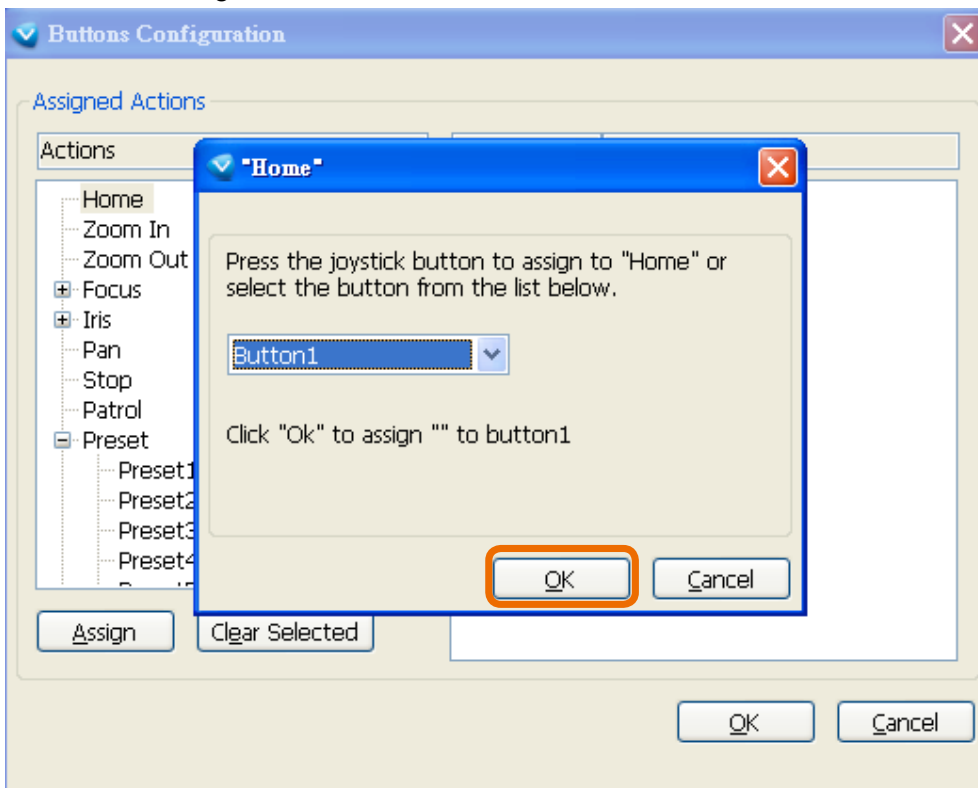 Buttons Configuration
Assigned Actions
Actions
Home
Zoom In
Zoom Out
Focus
Iris
Pan
Stop
Patrol
Preset
Preset1
Preset2
Preset3
Preset4
"Home"
Press the joystick button to assign to "Home" or
select the button from the list below.
Button1
Click "Ok" to assign "" to button1
OK
Cancel
Assign
Clear Selected
OK
Cancel